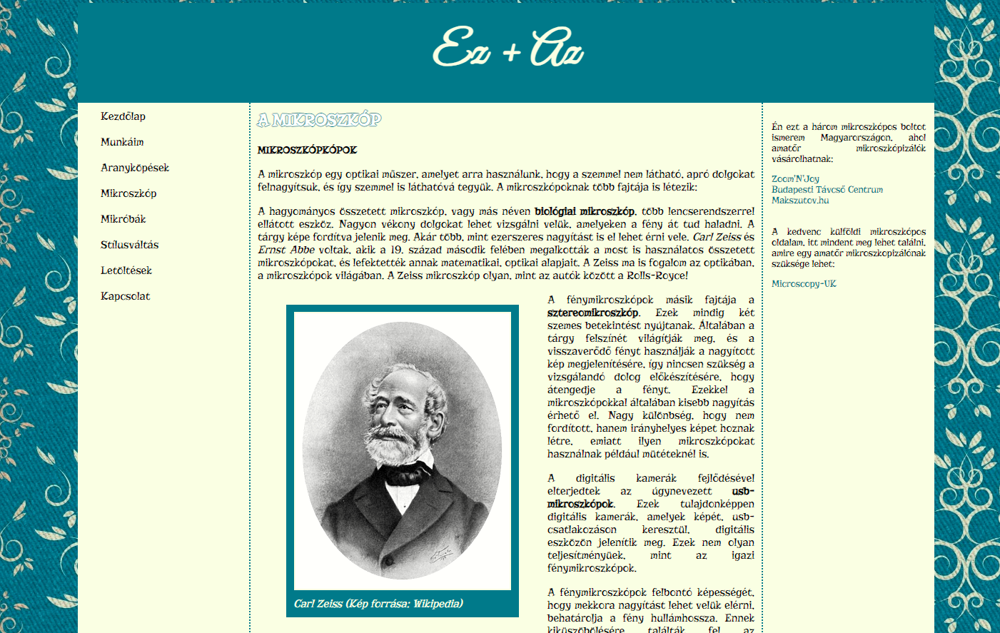 Ez + Az
Kezdőlap
Munkáim
Aranyköpések
Mikroszkóp
Mikróbák
Stílusváltás
Letöltések
Kapcsolat
A MIKROSZKÓP
MIKROSZKÓPKÓPOK
A mikroszkóp egy optikai műszer, amelyet arra használunk, hogy a szemmel nem látható, apró dolgokat
felnagyítsuk, és így szemmel is láthatóvá tegyük. A mikroszkópoknak több fajtája is létezik:
A hagyományos összetett mikroszkóp, vagy más néven biológiai mikroszkóp, több lencserendszerrel
ellátott eszköz. Nagyon vékony dolgokat lehet vizsgálni velük, amelyeken a fény át tud haladni. A
tárgy képe fordítva jelenik meg. Akár több, mint ezerszeres nagyítást is el lehet érni vele. Carl Zeiss és
Ernst Abbe voltak, akik a 19. század második felében megalkották a most is használatos összetett
mikroszkópokat, és lefektették annak matematikai, optikai alapjait. A Zeiss ma is fogalom az optikában,
a mikroszkópok világában. A Zeiss mikroszkóp olyan, mint az autók között a Rolls-Royce!
A fénymikroszkópok másik fajtája a
sztereomikroszkóp. Ezek mindig két
szemes betekintést nyújtanak. Általában a
tárgy felszínét világítják meg, és a
visszaverődő fényt használják a nagyított
kép megjelenítésére, így nincsen szükség a
vizsgálandó dolog előkészítésére, hogy
átengedje a fényt. Ezekkel a
mikroszkópokkal általában kisebb nagyítás
érhető el. Nagy különbség, hogy nem
fordított, hanem irányhelyes képet hoznak
létre, emiatt ilyen mikroszkópokat
használnak például műtéteknél is.
A digitális kamerák fejlődésével
elterjedtek az úgynevezett usb-
mikroszkópok. Ezek tulajdonképpen
digitális kamerák, amelyek képét, usb-
csatlakozáson keresztül, digitális
eszközön jelenítik meg. Ezek nem olyan
teljesítményűek, mint az igazi
fénymikroszkópok.
A fénymikroszkópok felbontó képességét,
hogy mekkora nagyítást lehet velük elérni,
behatárolja a fény hullámhossza. Ennek
kiküszöbölésére találták fel az
Carl Zeiss (Kép forrása: Wikipedia)
Én ezt a három mikroszkópos boltot
ismerem Magyarországon, ahol
amatőr mikroszkópizálók
vásárolhatnak:
Zoom'N'Joy
Budapesti Távcső Centrum
Makszutov.hu
A kedvenc külföldi mikroszkópos
oldalam, itt mindent meg lehet találni,
amire egy amatőr mikroszkopizálónak
szüksége lehet:
Microscopy-UK